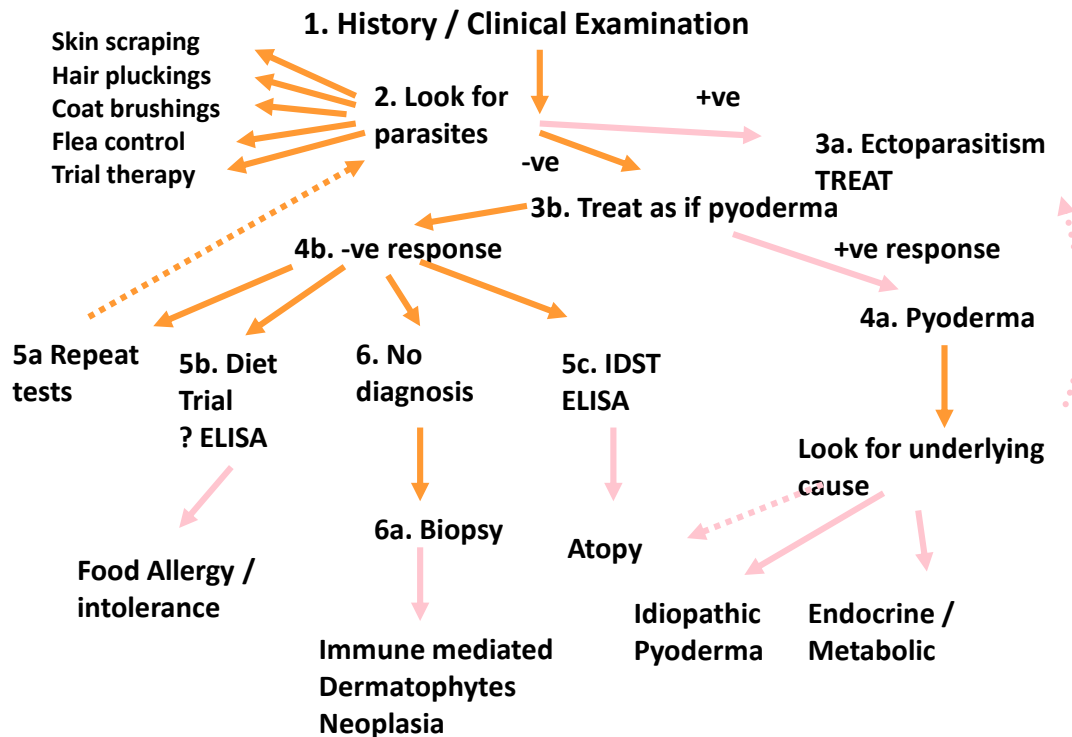 1. History / Clinical Examination
Skin scraping
Hair pluckings
Coat brushings
Flea control
Trial therapy
2. Look for
parasites
+ve
-ve
3a. Ectoparasitism
TREAT
3b. Treat as if pyoderma
4b. -ve response
+ve response
4a. Pyoderma
5a Repeat
tests
5b. Diet
Trial
? ELISA
6. No
diagnosis
5c. IDST
ELISA
Look for underlying
cause
6a. Biopsy
Atopy
Food Allergy /
intolerance
Idiopathic
Pyoderma
Endocrine /
Metabolic
Immune mediated
Dermatophytes
Neoplasia